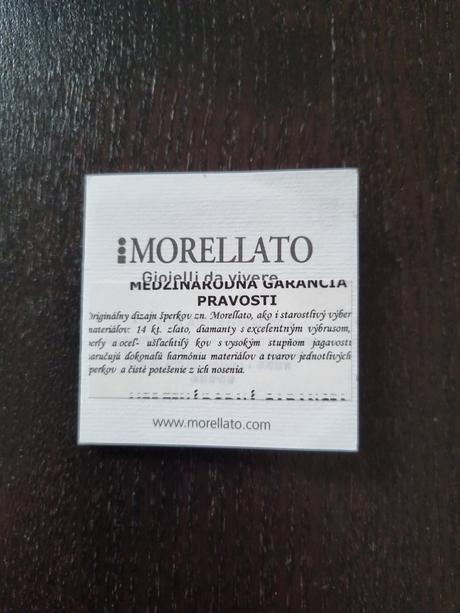 MORELLATO
Gioielli da vivere
MEDZINÁRODNÁ GARANCIA
PRAVOSTI
Originálny dizajn šperkov zn. Morellato, ako i starostlivý výber
materiálov: 14 kt. zlato, diamanty s excelentným výbrusom,
perly a oceľ- ušľachtilý kov s vysokým stupňom jagavosti
zaručujú dokonalú harmóniu materiálov a tvarov jednotlivých
šperkov a čisté potešenie z ich nosenia.
www.morellato.com